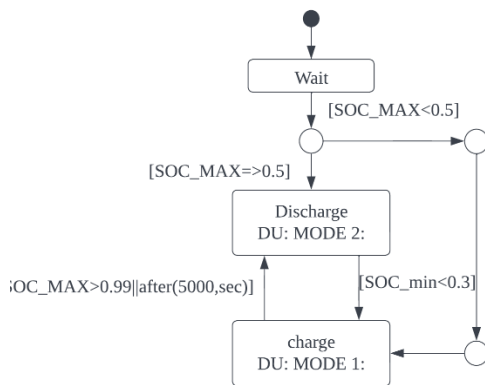 Wait
[SOC_MAX<0.5]
[SOC_MAX=>0.5]
Discharge
DU: MODE 2:
SOC_MAX>0.99||after(5000,sec)]
[SOC_min<0.3]
charge
DU: MODE 1: